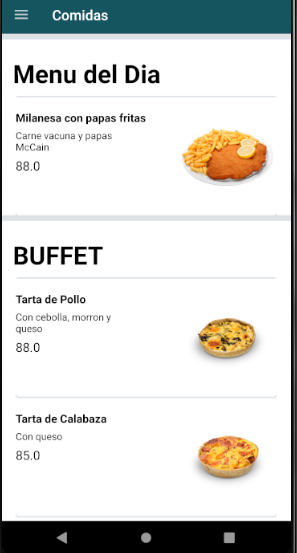 Comidas
Menu del Dia
Milanesa con papas fritas
Carne vacuna y papas
McCain
88.0
BUFFET
Tarta de Pollo
Con cebolla, morron y
queso
88.0
Tarta de Calabaza
Con queso
85.0